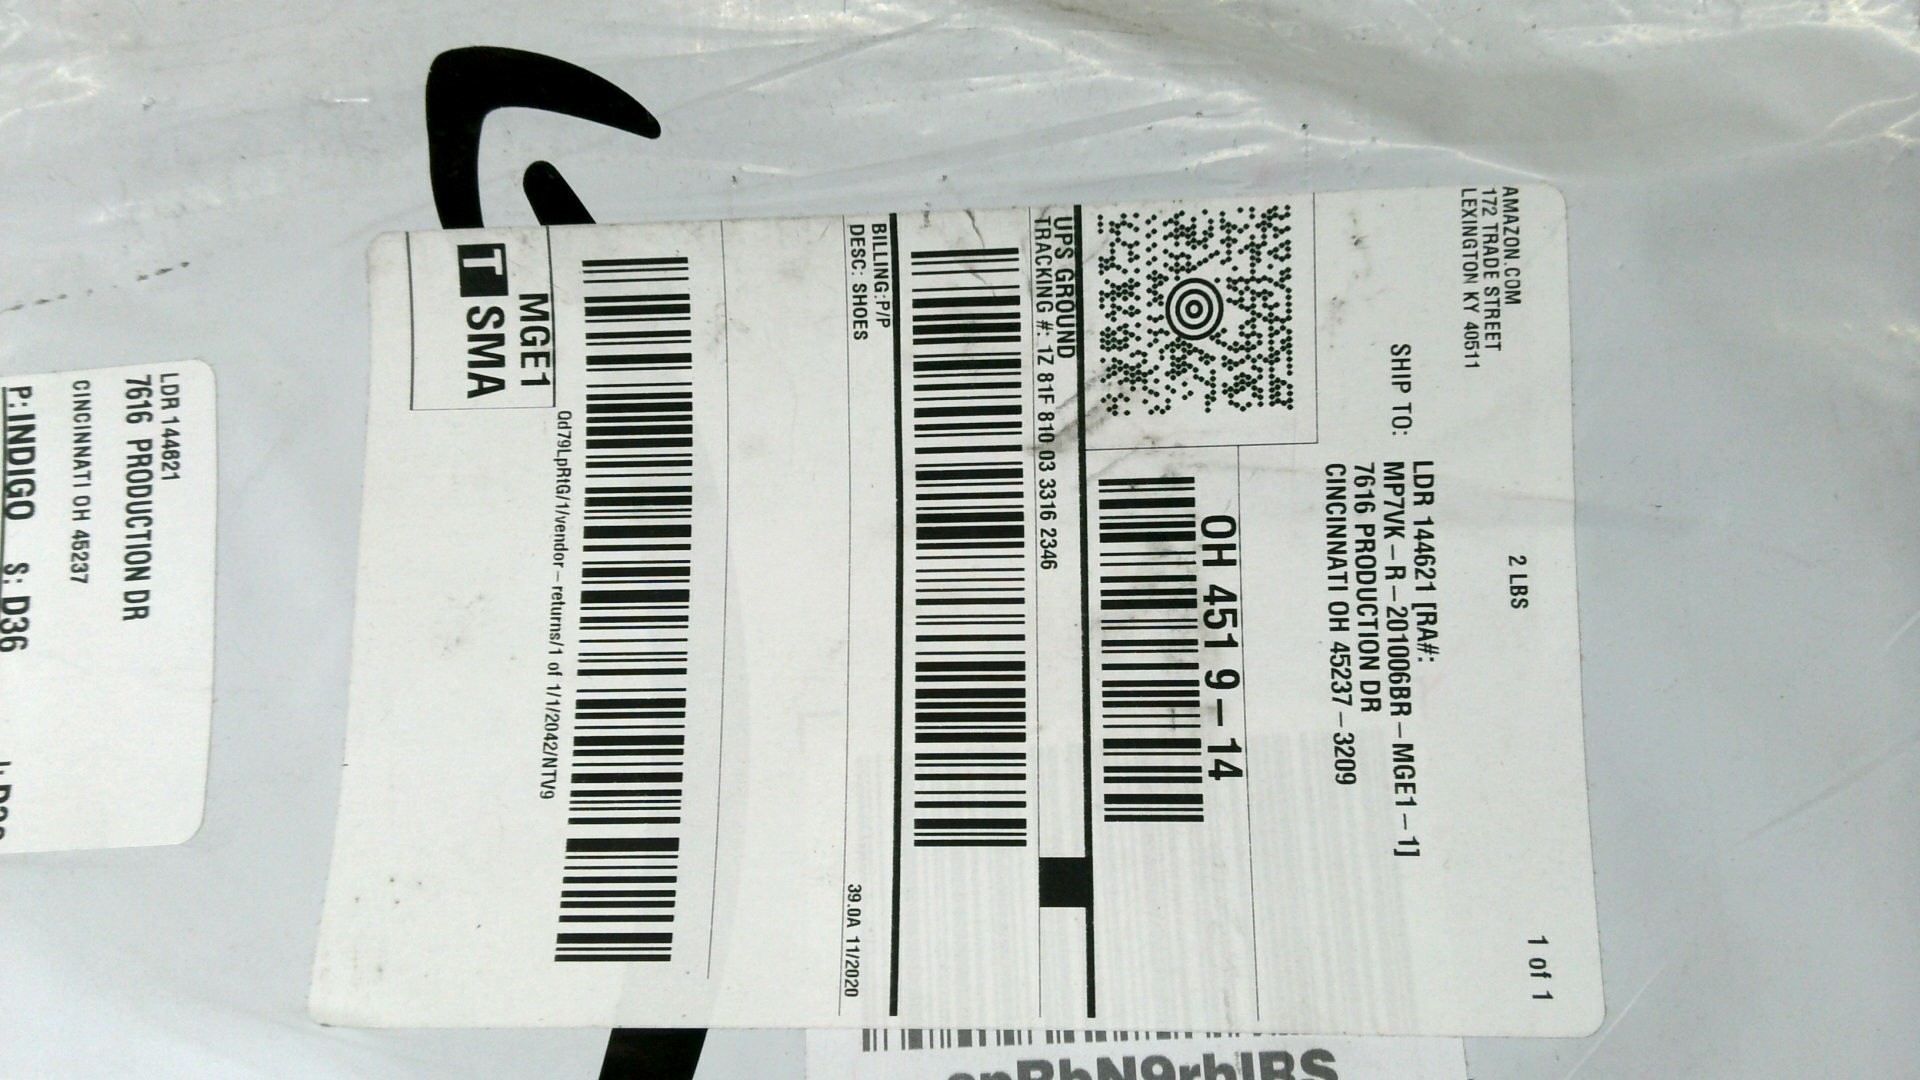 AMAZON.COM
172 TRADE STREET
LEXINGTON KY 40511
2 LBS
1 of 1
SHIP TO:
LDR 144621 [RA#:
MP7VK-R-201006BR-MGE1-1]
7616 PRODUCTION DR
CINCINNATI OH 45237-3209
OH 451 9-14
UPS GROUND
TRACKING #: 1Z 81F 810 03 3316 2346
BILLING:P/P
DESC: SHOES
39.0A 11/2020
Qd79LpRtG/1/vendor-returns/1 of 1/1/2042/NTV9
MGE1
T SMA
LDR 144621
7616 PRODUCTION DR
CINCINNATI OH 45237
P: INDIGO S: D36